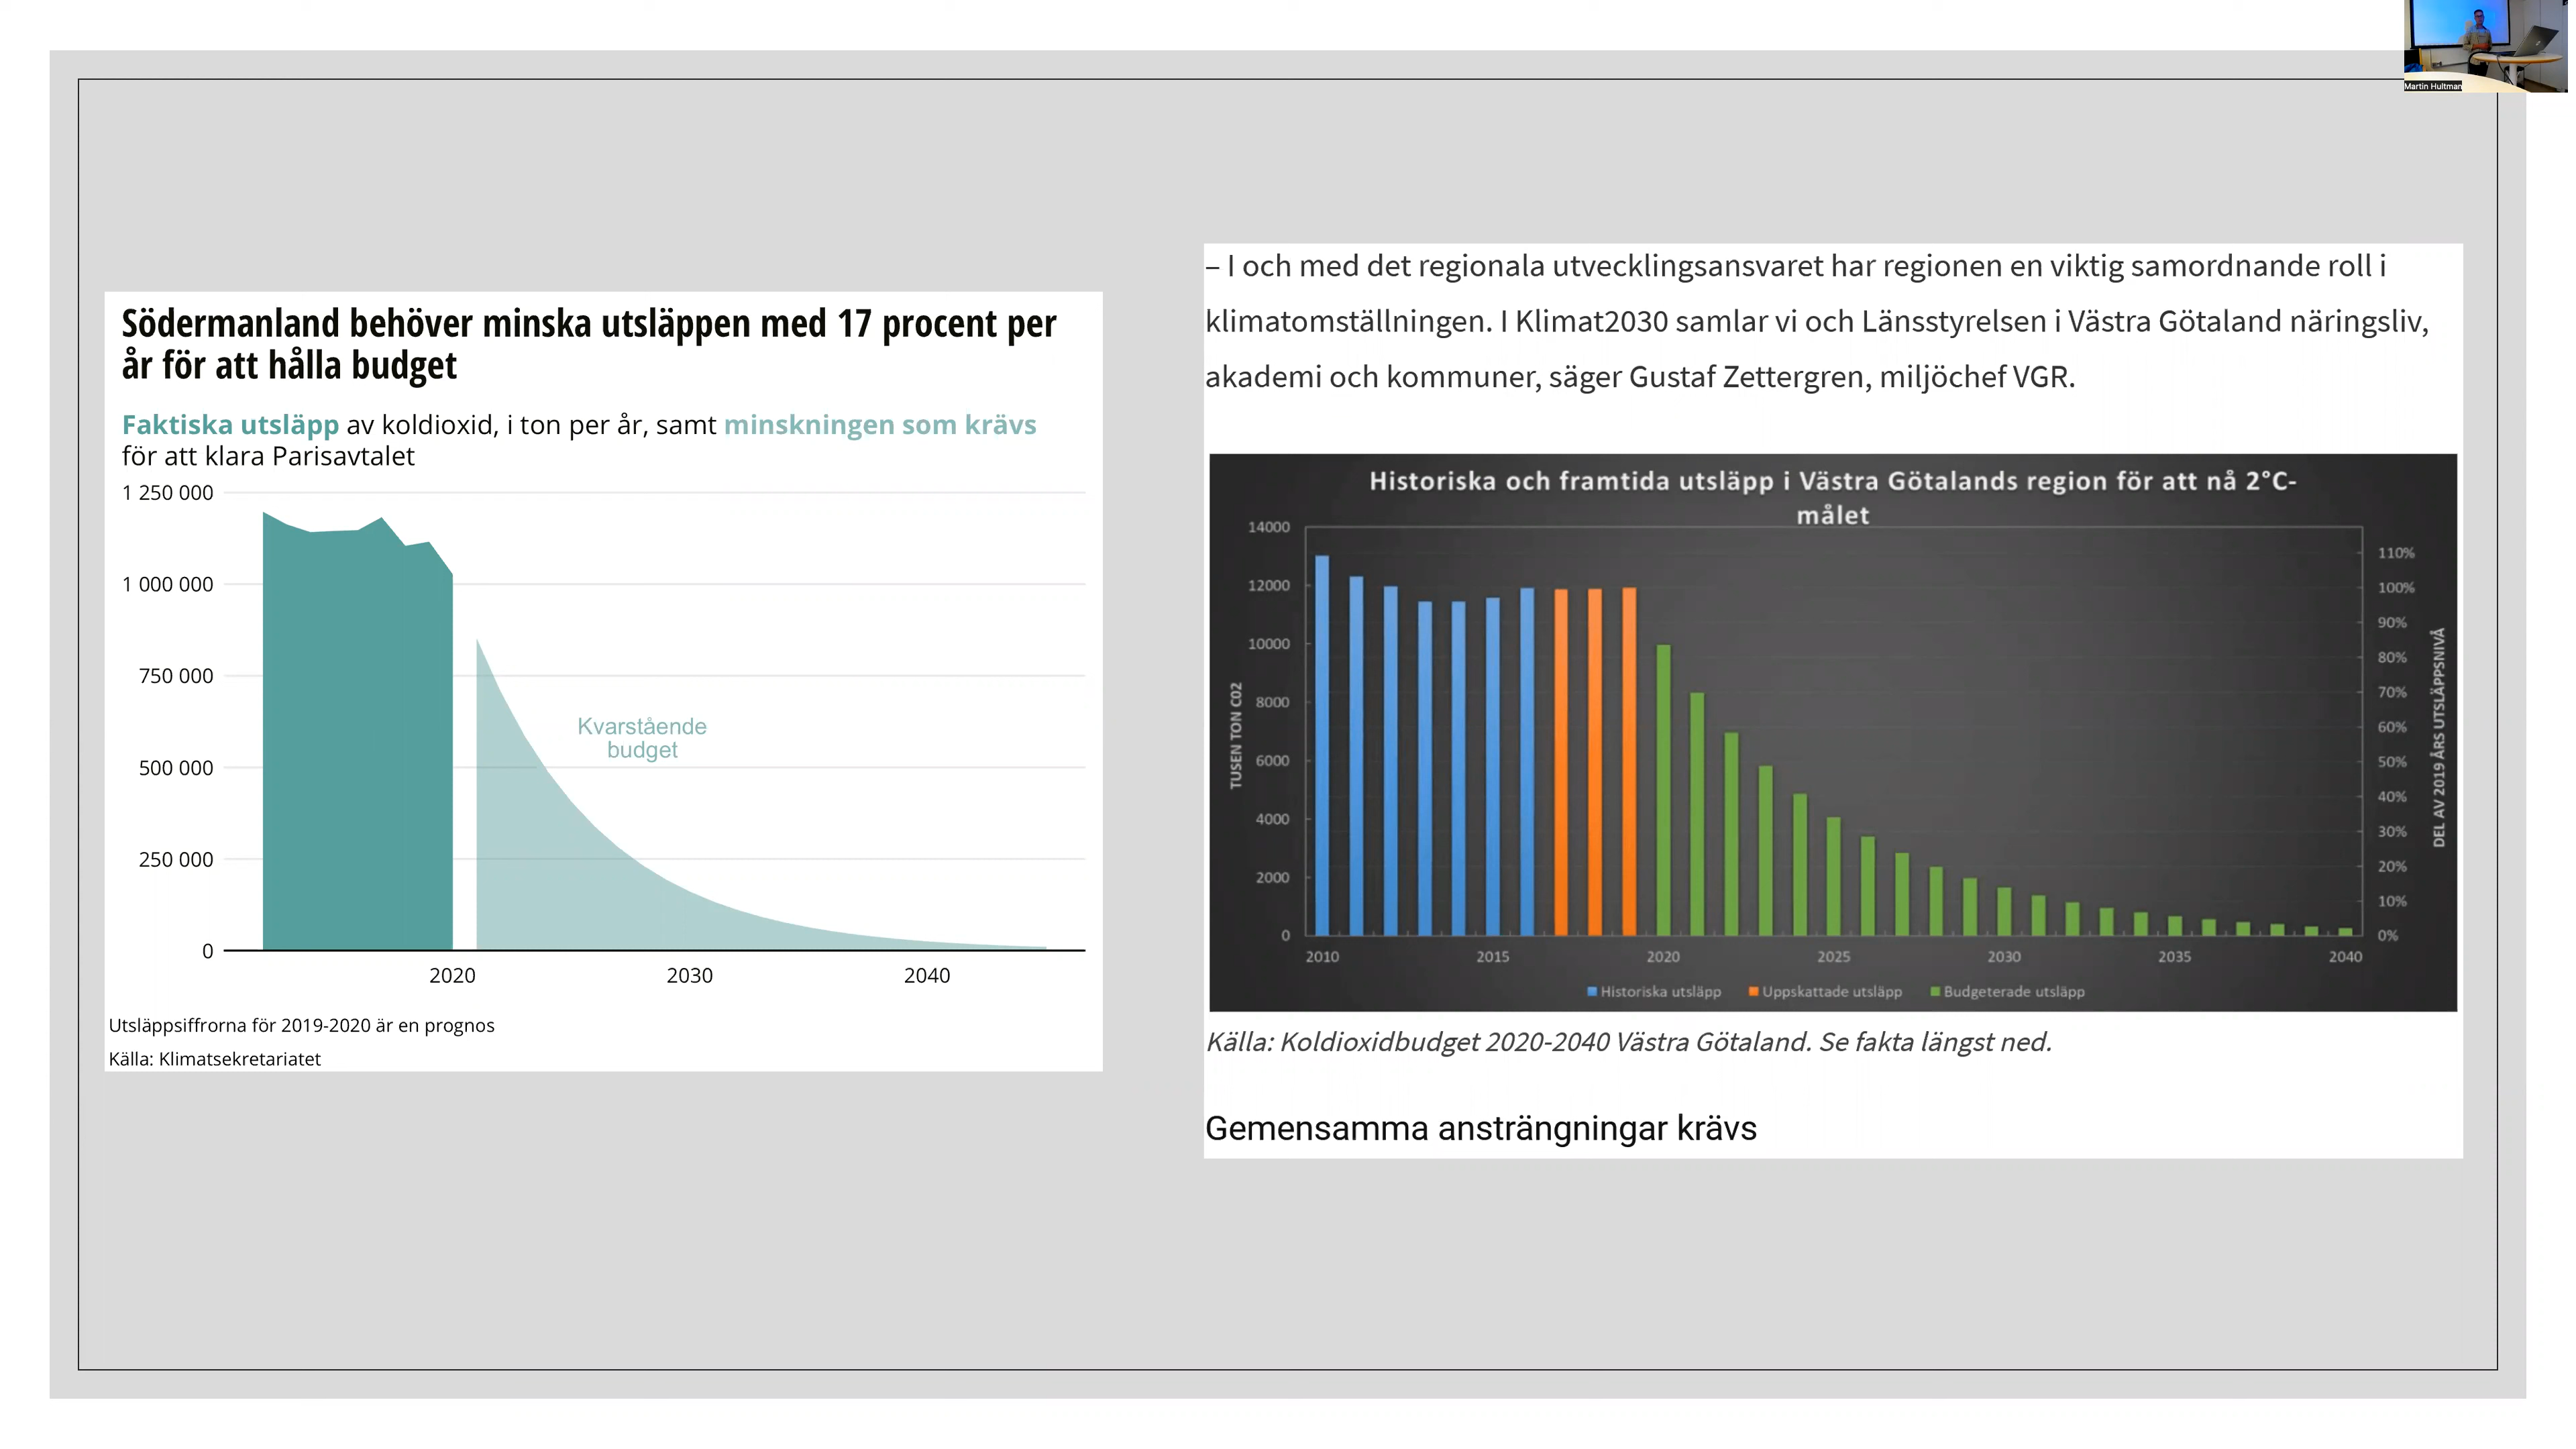 Martin Hultman
Södermanland behöver minska utsläppen med 17 procent per
år för att hålla budget
Faktiska utsläpp av koldioxid, i ton per år, samt minskningen som krävs
för att klara Parisavtalet
1 250 000
1 000 000
750 000
500 000
250 000
0
Kvarstående
budget
2020 2030 2040
Utsläppsiffrorna för 2019-2020 är en prognos
Källa: Klimatsekretariatet
– I och med det regionala utvecklingsansvaret har regionen en viktig samordnande roll i
klimatomställningen. I Klimat2030 samlar vi och Länsstyrelsen i Västra Götaland näringsliv,
akademi och kommuner, säger Gustaf Zettergren, miljöchef VGR.
Historiska och framtida utsläpp i Västra Götalands region för att nå 2°C-
målet
TUSEN TON CO2
14000
12000
10000
8000
6000
4000
2000
0
110%
100%
90%
80%
70%
60%
50%
40%
30%
20%
10%
0%
DEL AV 2019 ÅRS UTSLÄPPSNIVÅ
2010 2015 2020 2025 2030 2035 2040
Historiska utsläpp Uppskattade utsläpp Budgeterade utsläpp
Källa: Koldioxidbudget 2020-2040 Västra Götaland. Se fakta längst ned.
Gemensamma ansträngningar krävs